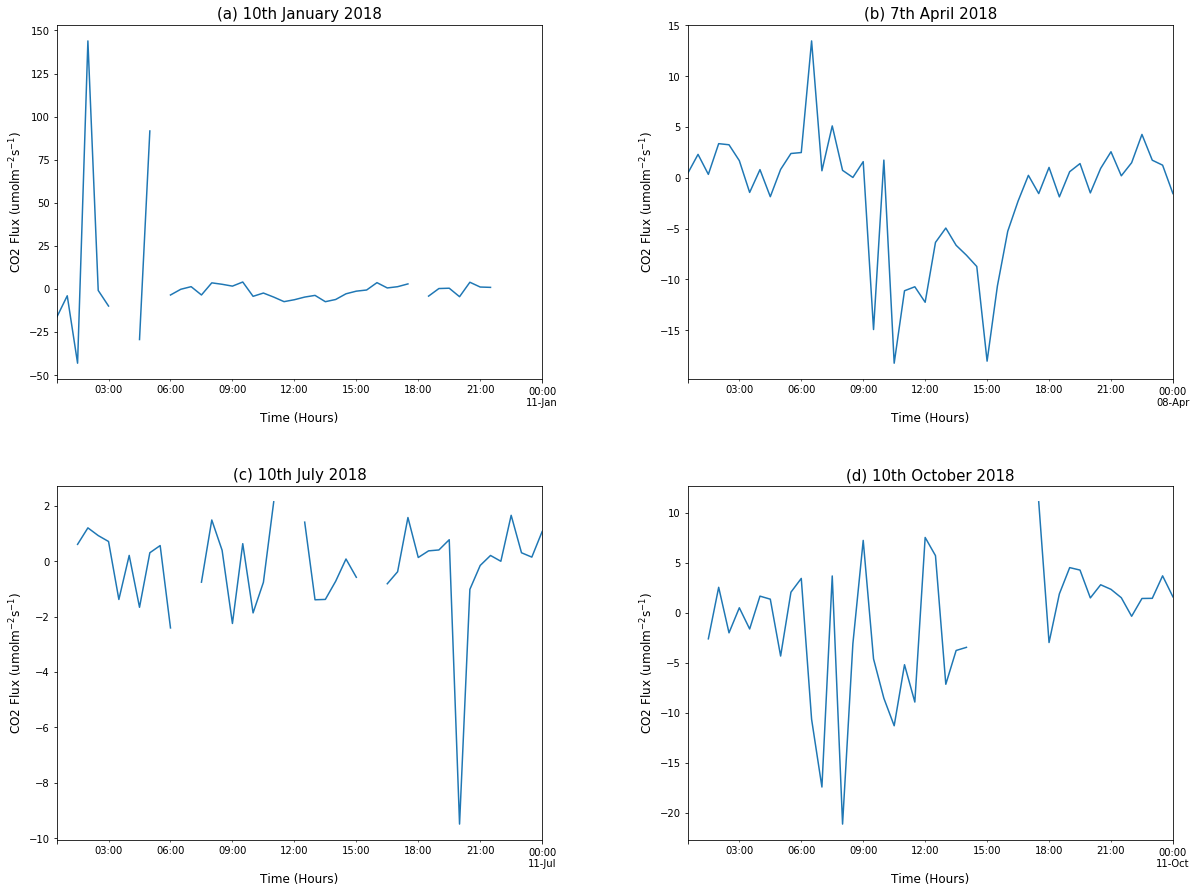 (a) 10th January 2018
150
125
100
75
50
25
0
−25
−50
CO2 Flux (umolm⁻²s⁻¹)
03:00 06:00 09:00 12:00 15:00 18:00 21:00 00:00
11-Jan
Time (Hours)
(b) 7th April 2018
15
10
5
0
−5
−10
−15
CO2 Flux (umolm⁻²s⁻¹)
03:00 06:00 09:00 12:00 15:00 18:00 21:00 00:00
08-Apr
Time (Hours)
(c) 10th July 2018
2
0
−2
−4
−6
−8
−10
CO2 Flux (umolm⁻²s⁻¹)
03:00 06:00 09:00 12:00 15:00 18:00 21:00 00:00
11-Jul
Time (Hours)
(d) 10th October 2018
10
5
0
−5
−10
−15
−20
CO2 Flux (umolm⁻²s⁻¹)
03:00 06:00 09:00 12:00 15:00 18:00 21:00 00:00
11-Oct
Time (Hours)